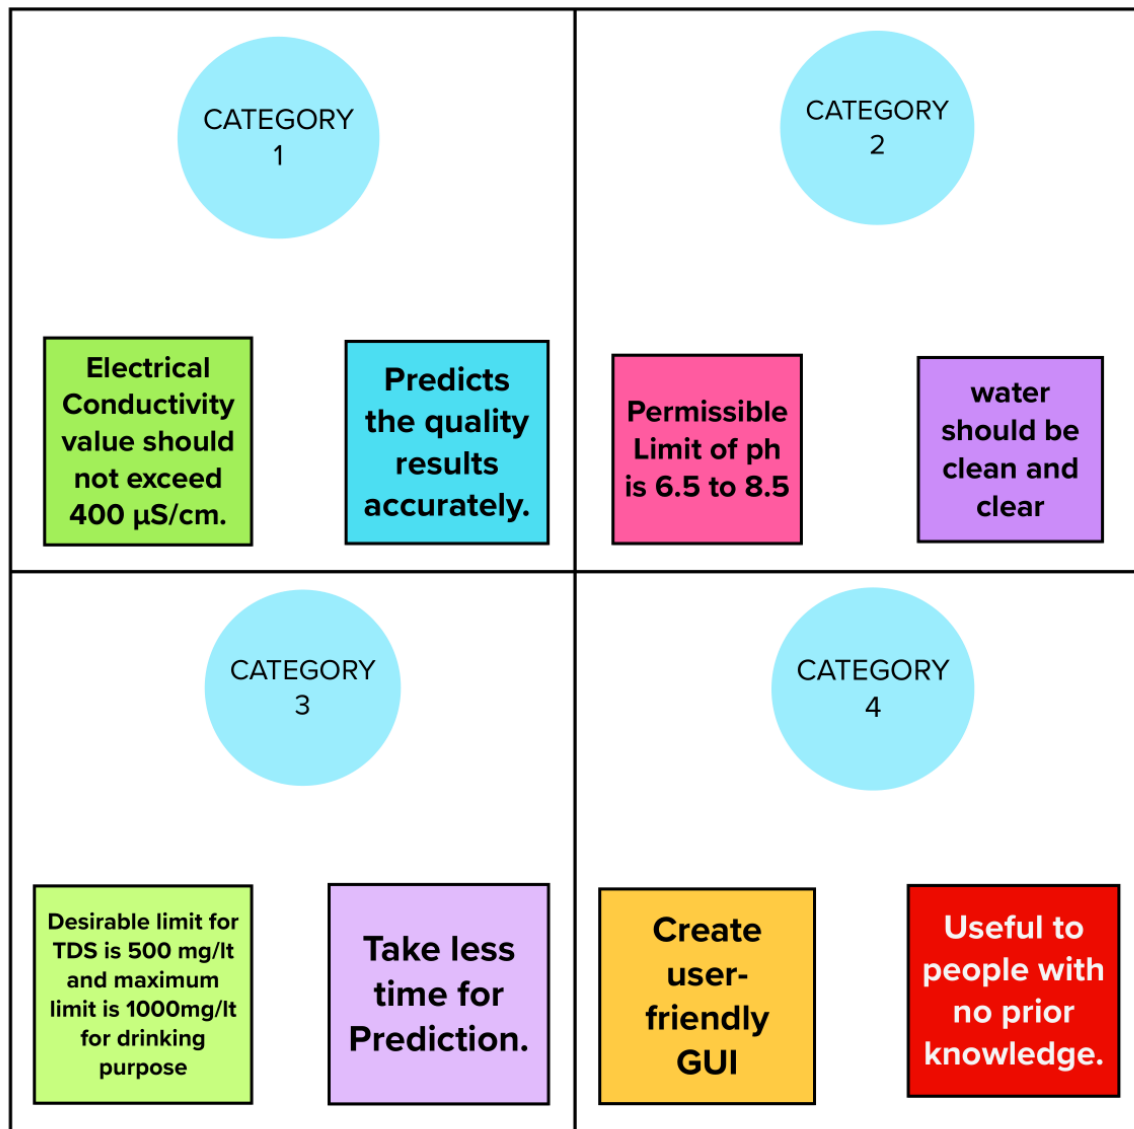 CATEGORY
1
Electrical
Conductivity
value should
not exceed
400 µS/cm.
Predicts
the quality
results
accurately.
CATEGORY
2
Permissible
Limit of ph
is 6.5 to 8.5
water
should be
clean and
clear
CATEGORY
3
Desirable limit for
TDS is 500 mg/lt
and maximum
limit is 1000mg/lt
for drinking
purpose
Take less
time for
Prediction.
CATEGORY
4
Create
user-
friendly
GUI
Useful to
people with
no prior
knowledge.